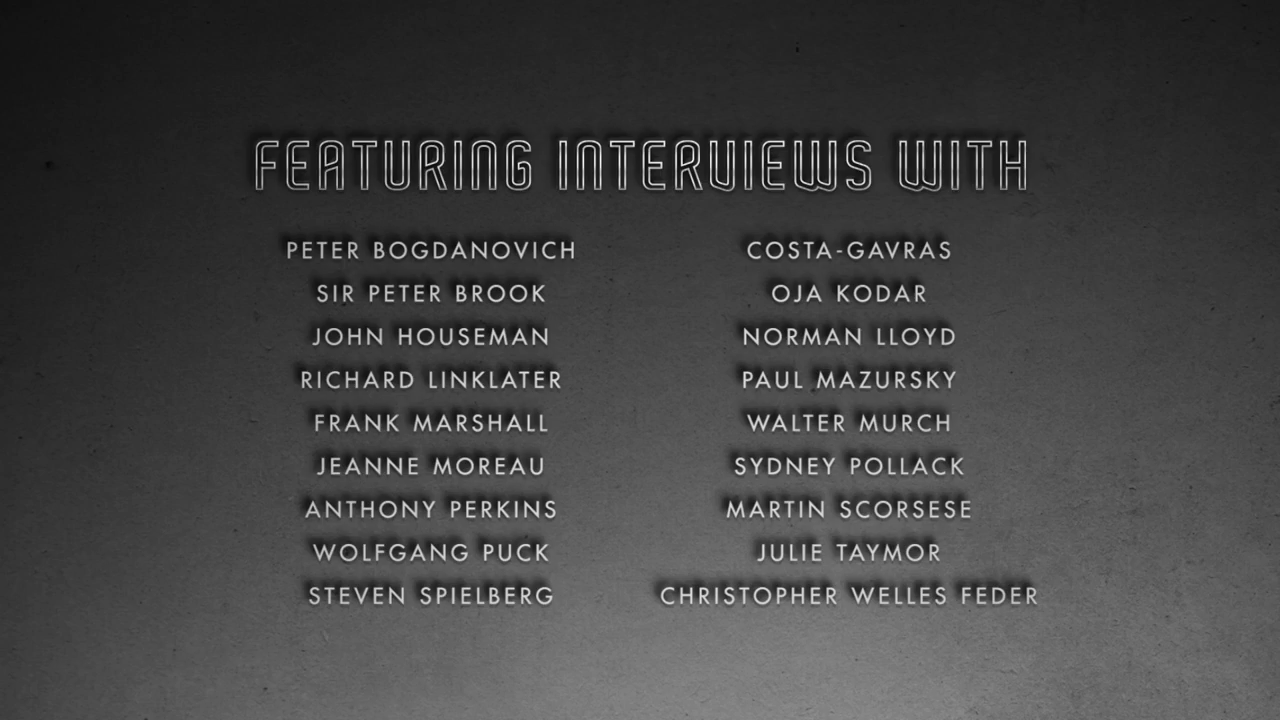 FEATURING INTERVIEWS WITH
PETER BOGDANOVICH
SIR PETER BROOK
JOHN HOUSEMAN
RICHARD LINKLATER
FRANK MARSHALL
JEANNE MOREAU
ANTHONY PERKINS
WOLFGANG PUCK
STEVEN SPIELBERG
COSTA-GAVRAS
OJA KODAR
NORMAN LLOYD
PAUL MAZURSKY
WALTER MURCH
SYDNEY POLLACK
MARTIN SCORSESE
JULIE TAYMOR
CHRISTOPHER WELLES FEDER